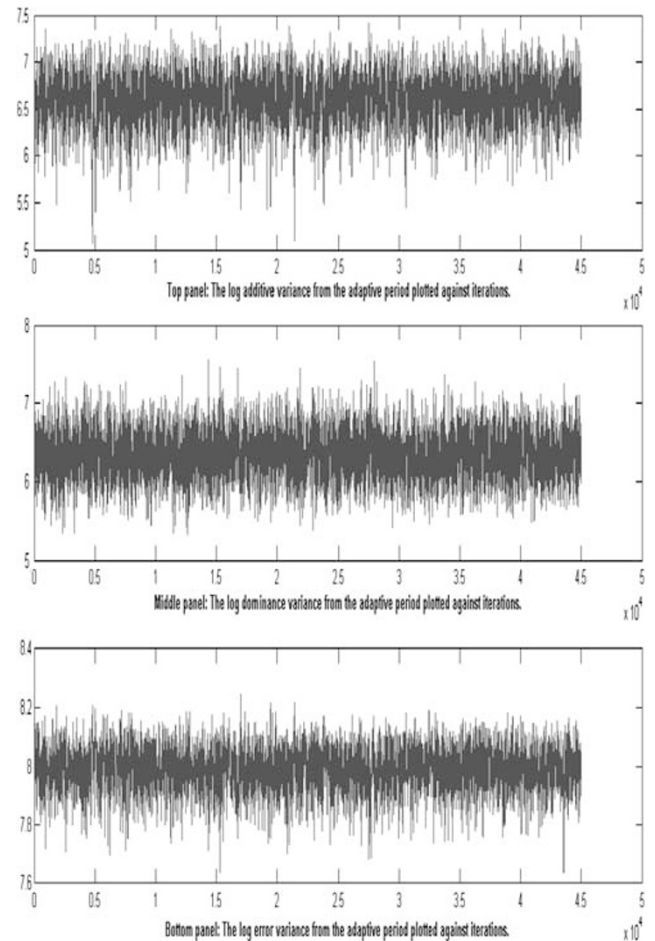 7.5
7
6.5
6
5.5
5
0 0.5 1 1.5 2 2.5 3 3.5 4 4.5 5
x 10^4
Top panel: The log additive variance from the adaptive period plotted against iterations.
8
7
6
5
0 0.5 1 1.5 2 2.5 3 3.5 4 4.5 5
x 10^4
Middle panel: The log dominance variance from the adaptive period plotted against iterations.
8.4
8.2
8
7.8
7.6
0 0.5 1 1.5 2 2.5 3 3.5 4 4.5 5
x 10^4
Bottom panel: The log error variance from the adaptive period plotted against iterations.